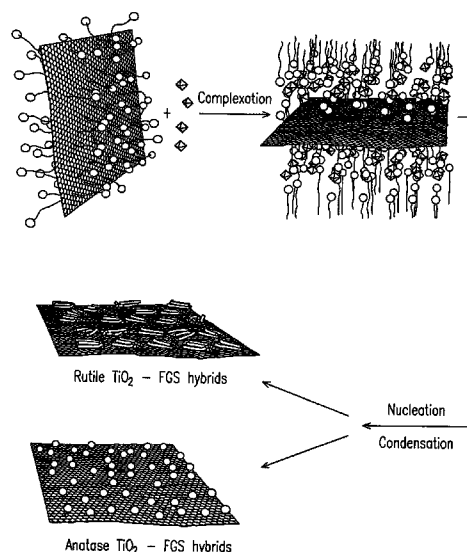 +
Complexation
Rutile TiO₂ – FGS hybrids
Nucleation
Condensation
Anatase TiO₂ – FGS hybrids